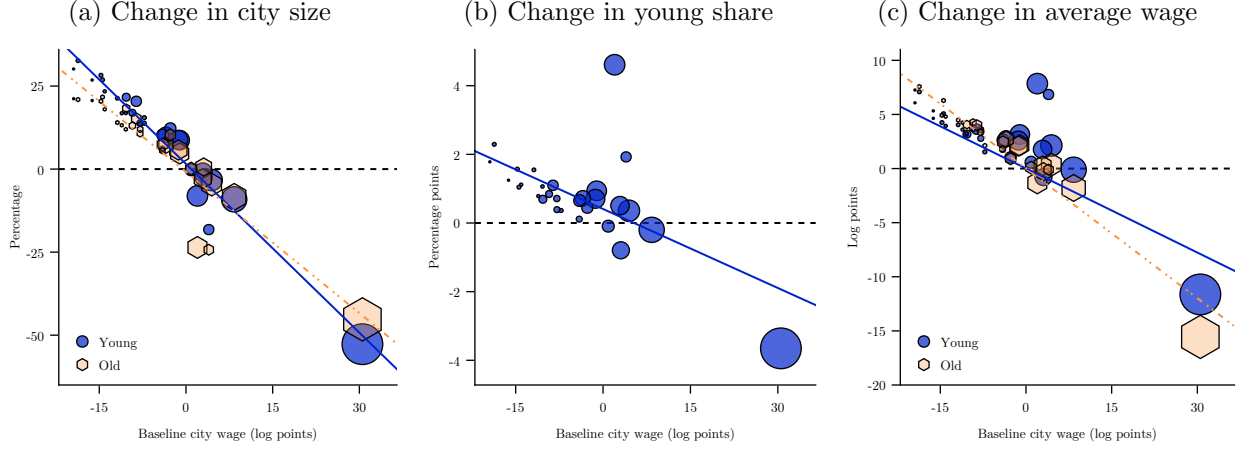 (a) Change in city size
Percentage
25
0
-25
-50
Young
Old
-15 0 15 30
Baseline city wage (log points)
(b) Change in young share
Percentage points
4
2
0
-2
-4
-15 0 15 30
Baseline city wage (log points)
(c) Change in average wage
Log points
10
5
0
-5
-10
-15
-20
Young
Old
-15 0 15 30
Baseline city wage (log points)